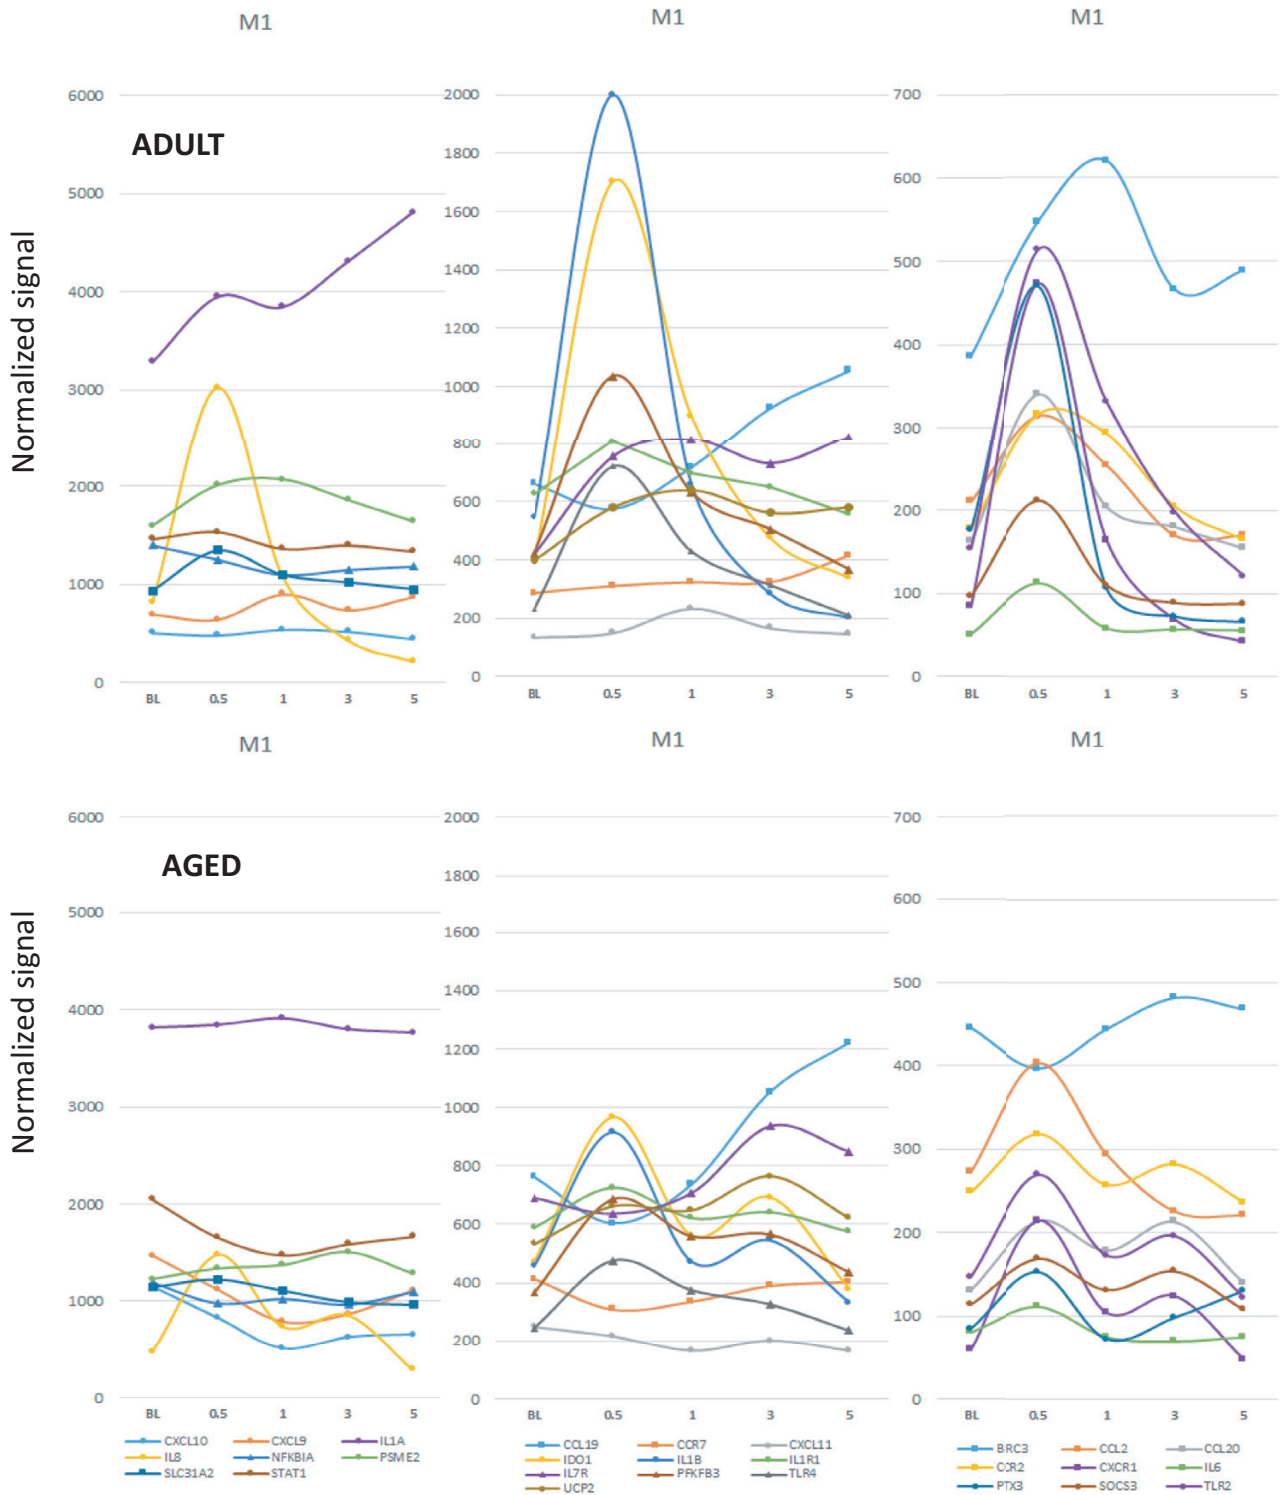 M1 M1 M1
6000 2000 700
ADULT
1800
5000 600
1600
Normalized signal
4000 1400 500
1200
3000 1000 400
800 300
2000 600 200
1000 400
200 100
0 0 0
BL 0.5 1 3 5 BL 0.5 1 3 5 BL 0.5 1 3 5
M1 M1 M1
6000 2000 700
AGED
1800
5000 600
1600
Normalized signal
4000 1400 500
1200 400
3000 1000
800 300
2000 600 200
1000 400
200 100
0 0 0
BL 0.5 1 3 5 BL 0.5 1 3 5 BL 0.5 1 3 5
CXCL10 CXCL9 IL1A
IL8 NFKBIA PSME2
SLC31A2 STAT1
CCL19 CCR7 CXCL11
IDO1 IL1B IL1R1
IL7R PFKFB3 TLR4
UCP2
BRC3 CCL2 CCL20
CCR2 CXCR1 IL6
PTX3 SOCS3 TLR2